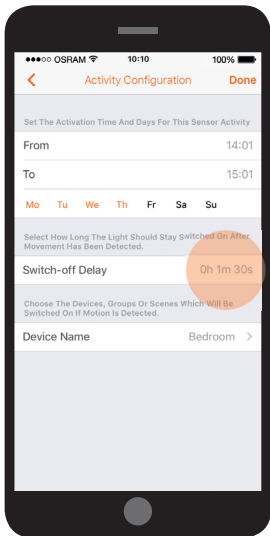 OSRAM 10:10 100%
Activity Configuration Done
Set The Activation Time And Days For This Sensor Activity
From 14:01
To 15:01
Mo Tu We Th Fr Sa Su
Select How Long The Light Should Stay Switched On After
Movement Has Been Detected.
Switch-off Delay 0h 1m 30s
Choose The Devices, Groups Or Scenes Which Will Be
Switched On If Motion Is Detected.
Device Name Bedroom